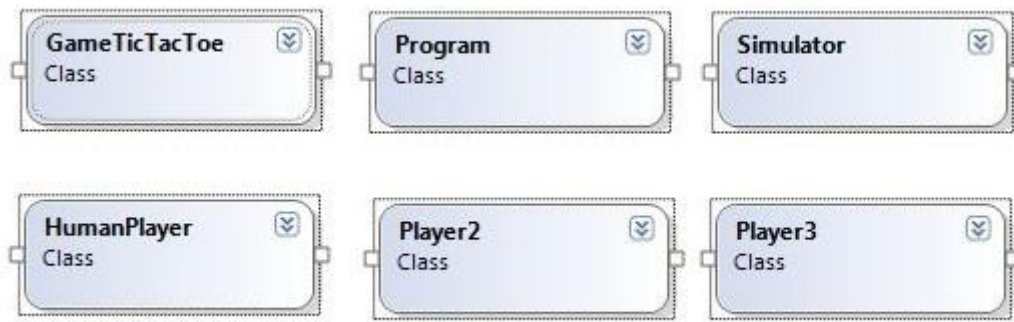 GameTicTacToe
Class
Program
Class
Simulator
Class
HumanPlayer
Class
Player2
Class
Player3
Class